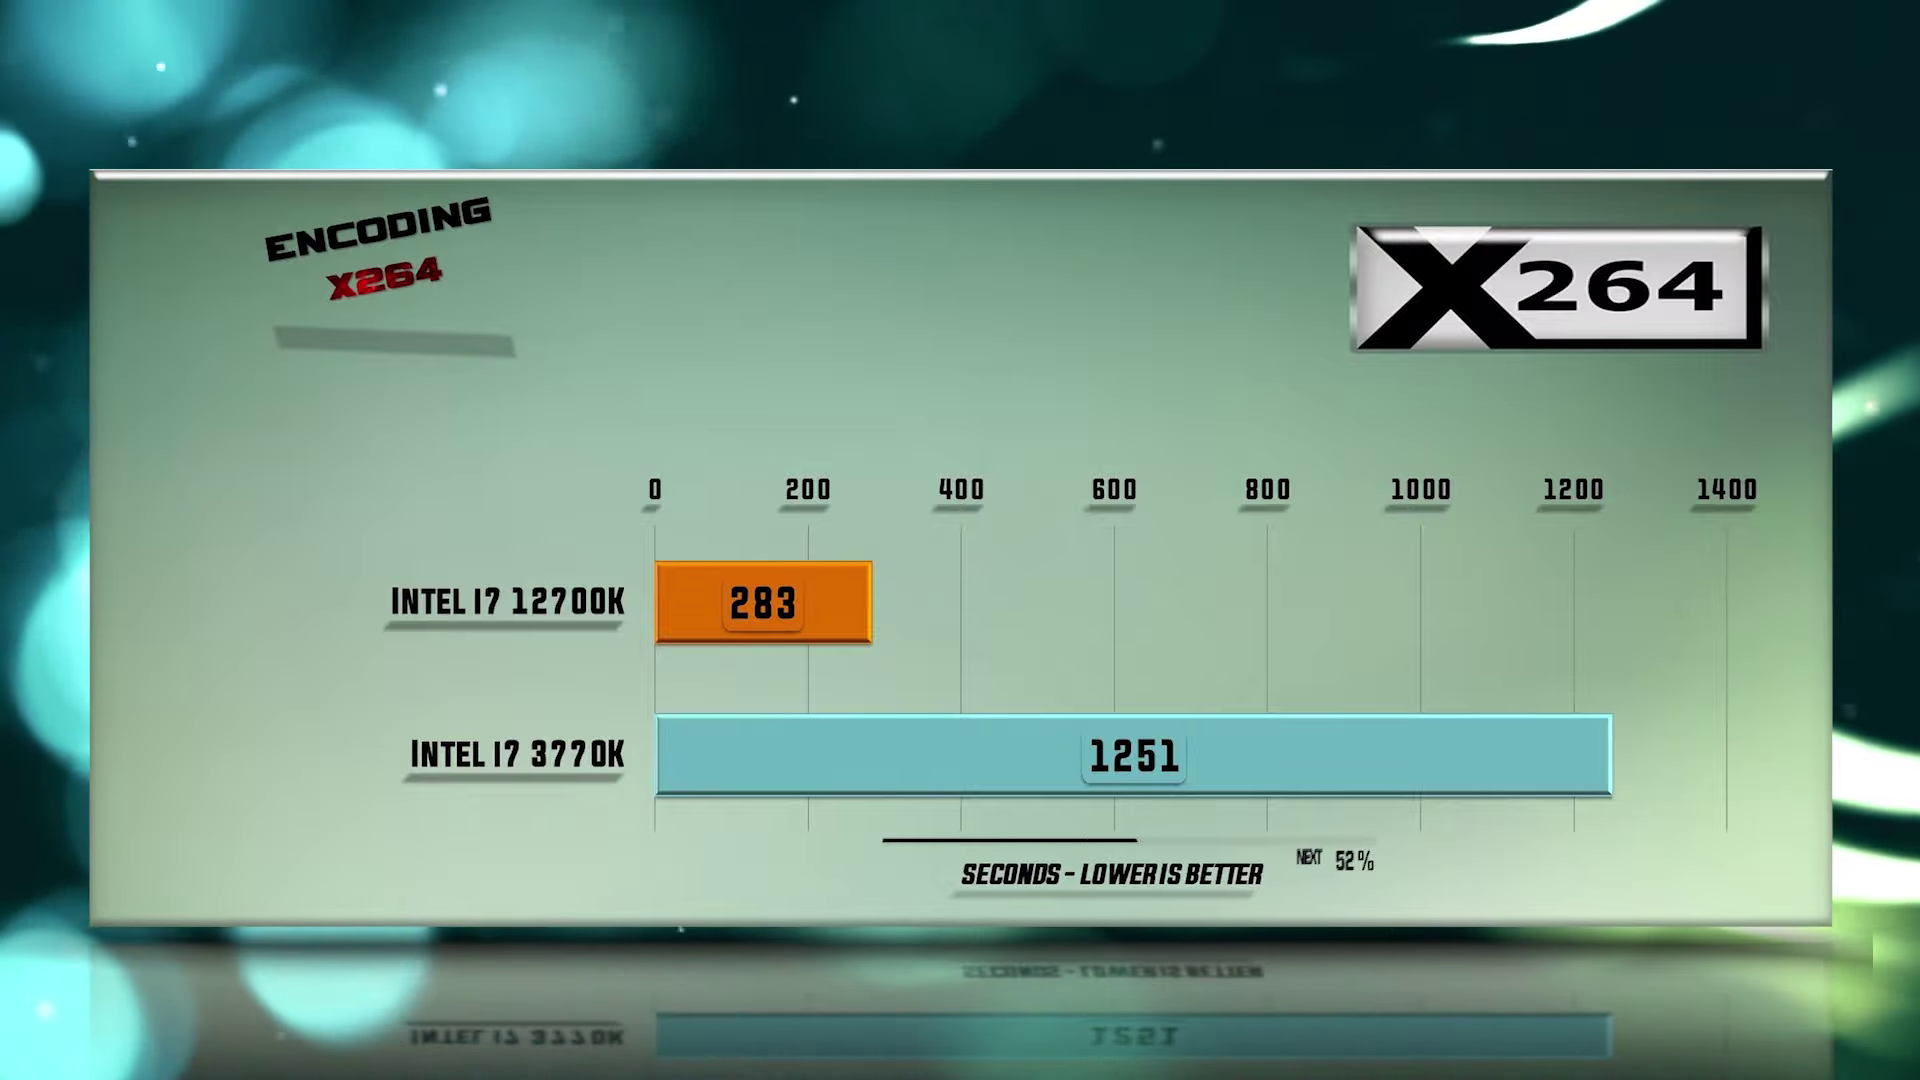 ENCODING
X264
X264
0 200 400 600 800 1000 1200 1400
INTEL I7 12700K 283
INTEL I7 3770K 1251
SECONDS - LOWER IS BETTER
NEXT 52%